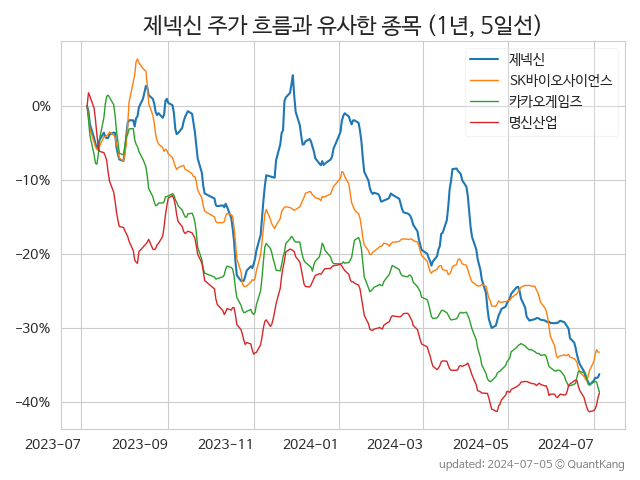 제넥신 주가 흐름과 유사한 종목 (1년, 5일선)
제넥신
SK바이오사이언스
카카오게임즈
명신산업
0%
−10%
−20%
−30%
−40%
2023-07 2023-09 2023-11 2024-01 2024-03 2024-05 2024-07
updated: 2024-07-05 © QuantKang